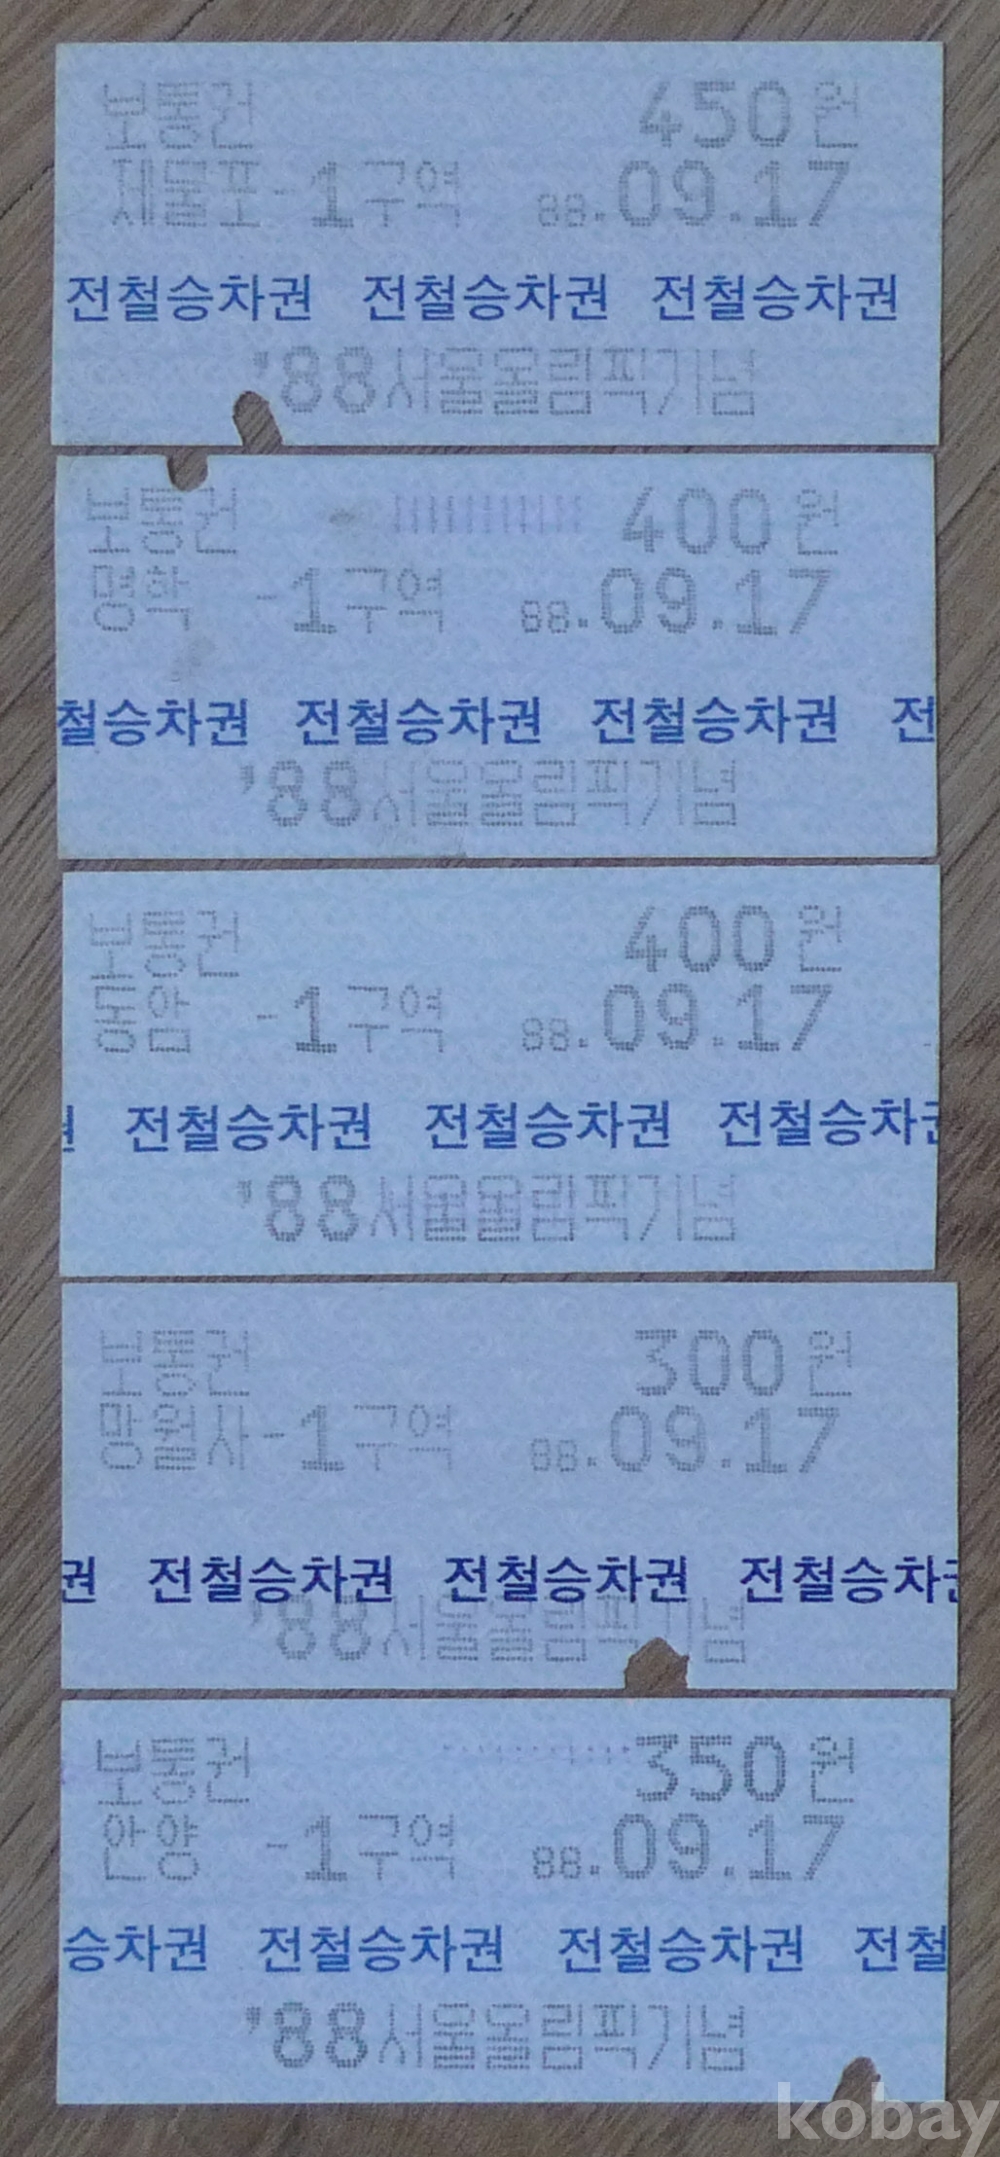 보통권 450원
제물포-1구역 88.09.17
전철승차권 전철승차권 전철승차권
'88서울올림픽기념
보통권 400원
명학 -1구역 88.09.17
철승차권 전철승차권 전철승차권 전
'88서울올림픽기념
보통권 400원
동암 -1구역 88.09.17
권 전철승차권 전철승차권 전철승차권
'88서울올림픽기념
보통권 300원
망월사-1구역 88.09.17
권 전철승차권 전철승차권 전철승차권
'88서울올림픽기념
보통권 350원
안양 -1구역 88.09.17
승차권 전철승차권 전철승차권 전철
'88서울올림픽기념
kobay